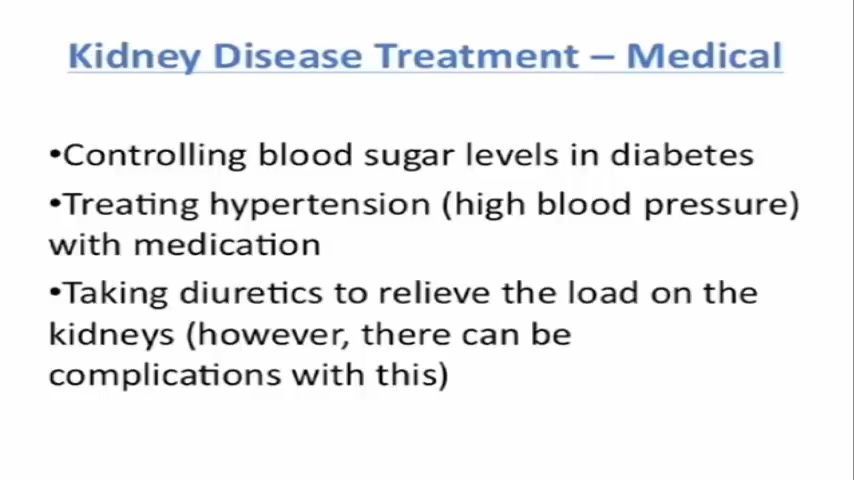 Kidney Disease Treatment – Medical
•Controlling blood sugar levels in diabetes
•Treating hypertension (high blood pressure)
with medication
•Taking diuretics to relieve the load on the
kidneys (however, there can be
complications with this)